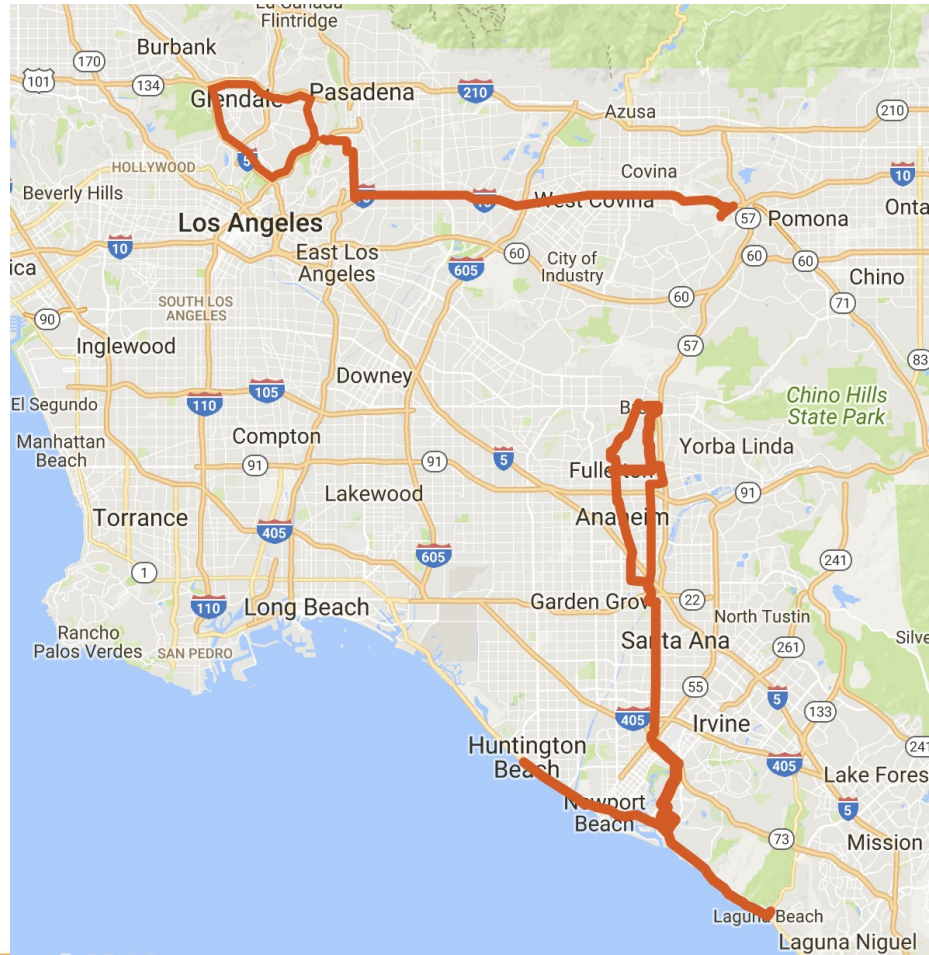 La Cañada
Flintridge
Burbank
170
101
134
Glendale
Pasadena
210
Azusa
210
HOLLYWOOD
5
Covina
10
Beverly Hills
West Covina
57
Pomona
Los Angeles
10
East Los
Angeles
60
City of
Industry
605
60
60
Chino
60
71
SOUTH LOS
ANGELES
90
Inglewood
57
83
Downey
105
110
El Segundo
Chino Hills
State Park
Manhattan
Beach
Compton
Yorba Linda
91
91
5
Fullerton
Lakewood
91
Torrance
Anaheim
405
605
241
1
110
Long Beach
Garden Grove
22
North Tustin
Rancho
Palos Verdes
SAN PEDRO
Santa Ana
261
55
5
133
405
Irvine
241
Huntington
Beach
405
Lake Fores
5
Newport
Beach
73
Mission
Laguna Beach
Laguna Niguel